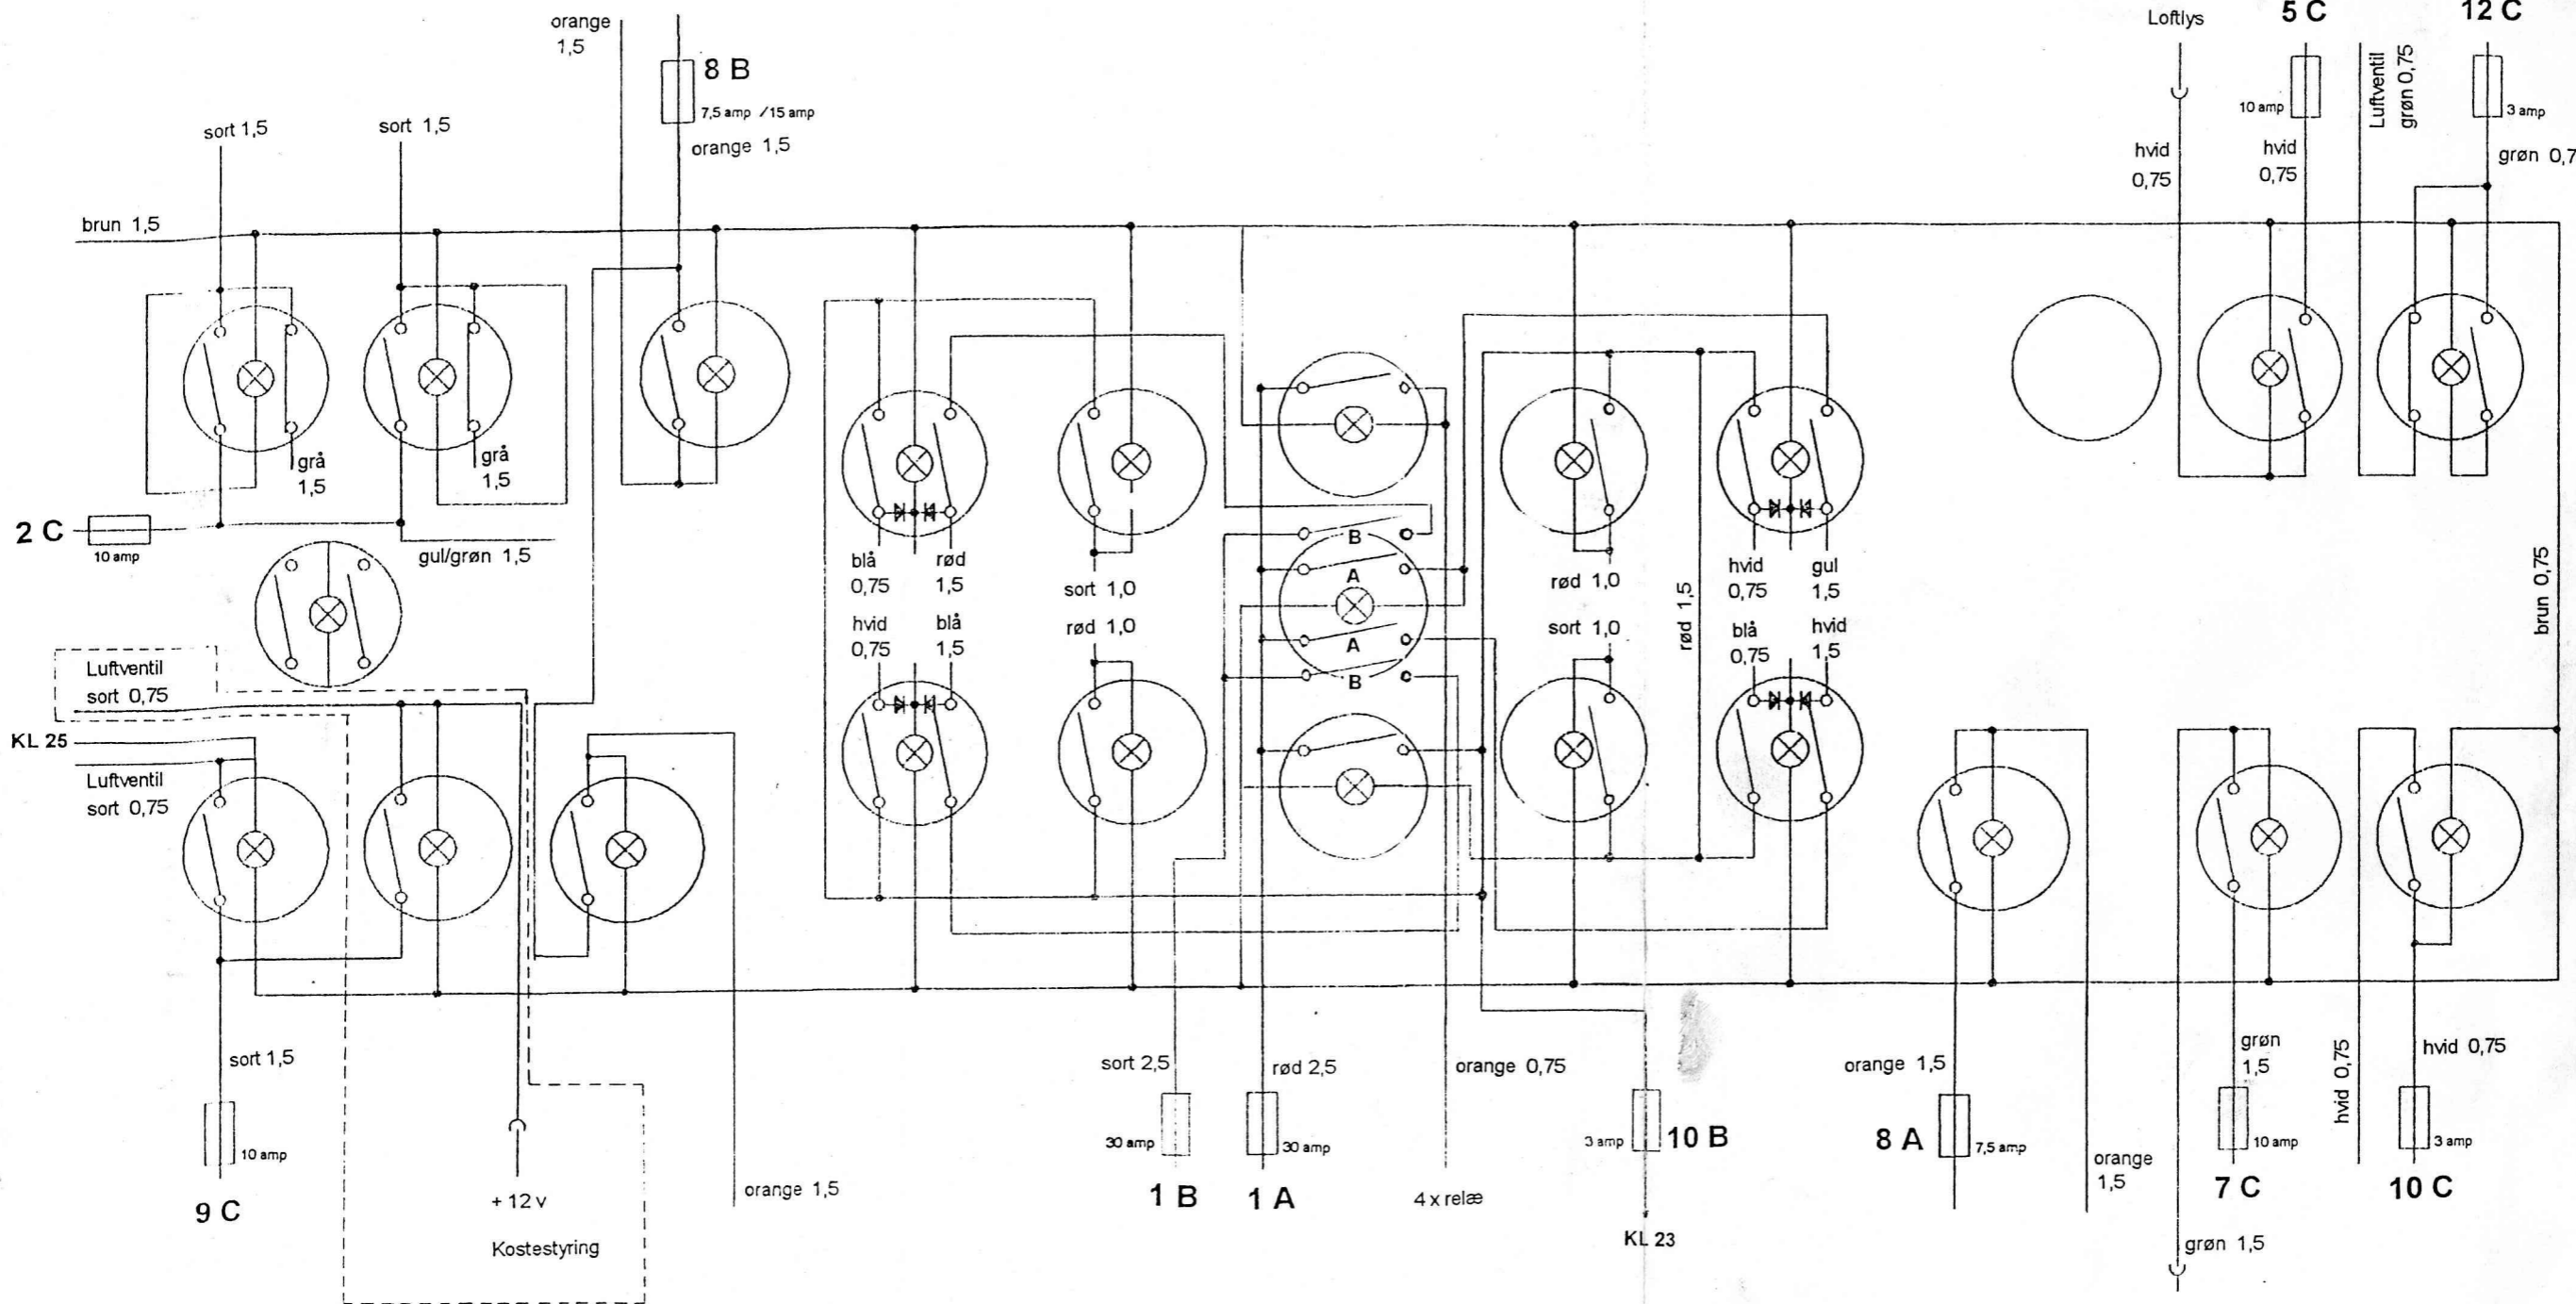 orange
1,5
8 B
7,5 amp / 15 amp
orange 1,5
Loftlys
5 C
12 C
10 amp
Luftventil
grøn 0,75
3 amp
hvid
0,75
hvid
0,75
grøn 0,7
sort 1,5
sort 1,5
brun 1,5
grå
1,5
grå
1,5
2 C
10 amp
gul/grøn 1,5
blå
0,75
rød
1,5
sort 1,0
hvid
0,75
blå
1,5
rød 1,0
B
A
A
B
rød 1,0
sort 1,0
rød 1,5
hvid
0,75
gul
1,5
blå
0,75
hvid
1,5
brun 0,75
Luftventil
sort 0,75
KL 25
Luftventil
sort 0,75
sort 1,5
10 amp
9 C
+ 12 v
Kostestyring
orange 1,5
sort 2,5
30 amp
1 B
rød 2,5
30 amp
1 A
orange 0,75
4 x relæ
3 amp
10 B
KL 23
orange 1,5
8 A
7,5 amp
orange
1,5
grøn
1,5
10 amp
7 C
grøn 1,5
hvid 0,75
hvid 0,75
3 amp
10 C